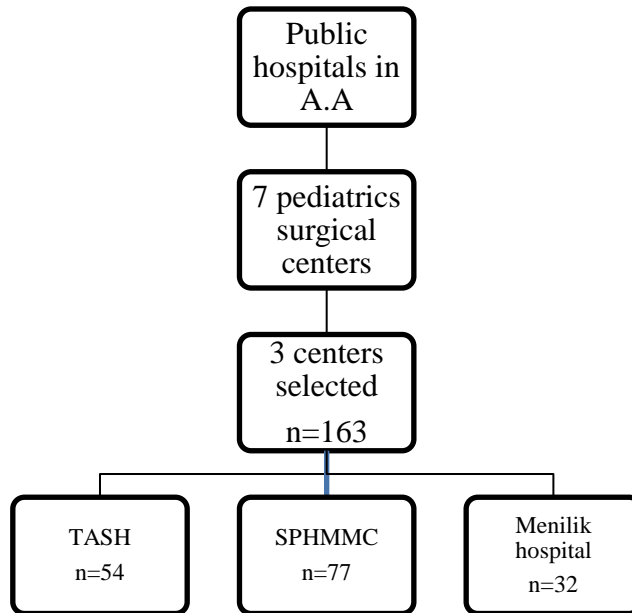 Public
hospitals in
A.A
7 pediatrics
surgical
centers
3 centers
selected
n=163
TASH
n=54
SPHMMC
n=77
Menilik
hospital
n=32